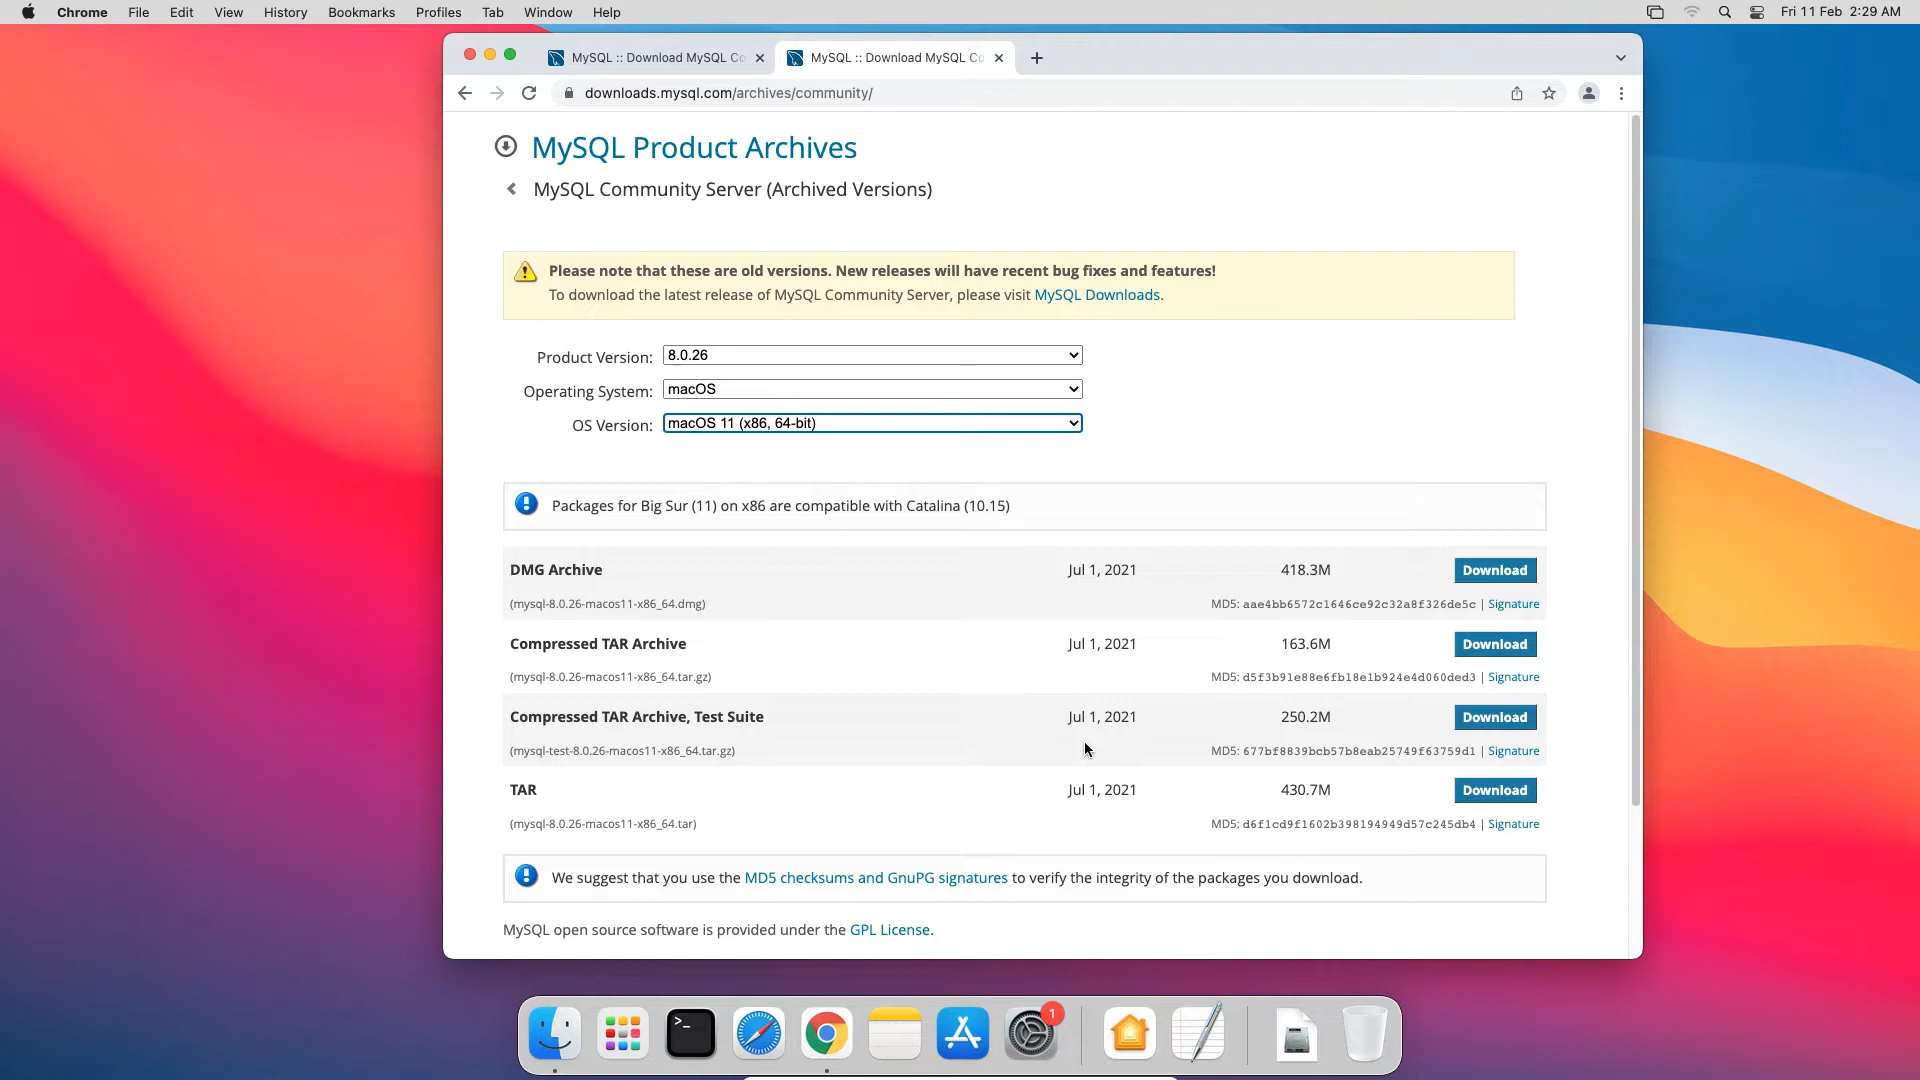 Chrome File Edit View History Bookmarks Profiles Tab Window Help Fri 11 Feb 2:29 AM
MySQL :: Download MySQL Co MySQL :: Download MySQL Co
downloads.mysql.com/archives/community/
MySQL Product Archives
MySQL Community Server (Archived Versions)
Please note that these are old versions. New releases will have recent bug fixes and features!
To download the latest release of MySQL Community Server, please visit MySQL Downloads.
Product Version: 8.0.26
Operating System: macOS
OS Version: macOS 11 (x86, 64-bit)
Packages for Big Sur (11) on x86 are compatible with Catalina (10.15)
DMG Archive Jul 1, 2021 418.3M Download
(mysql-8.0.26-macos11-x86_64.dmg) MD5: aae4bb6572c1646ce92c32a8f326de5c | Signature
Compressed TAR Archive Jul 1, 2021 163.6M Download
(mysql-8.0.26-macos11-x86_64.tar.gz) MD5: d5f3b91e88e6fb18e1b924e4d060ded3 | Signature
Compressed TAR Archive, Test Suite Jul 1, 2021 250.2M Download
(mysql-test-8.0.26-macos11-x86_64.tar.gz) MD5: 677bf8839bcb57b8eab25749f63759d1 | Signature
TAR Jul 1, 2021 430.7M Download
(mysql-8.0.26-macos11-x86_64.tar) MD5: d6f1cd9f1602b398194949d57c245db4 | Signature
We suggest that you use the MD5 checksums and GnuPG signatures to verify the integrity of the packages you download.
MySQL open source software is provided under the GPL License.
1